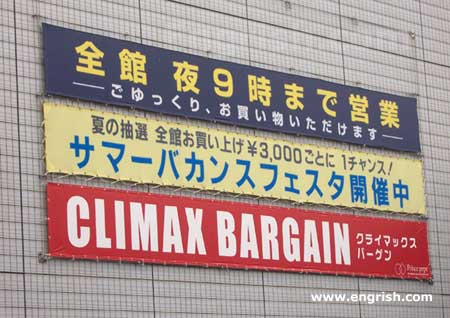 全館 夜9時まで営業
ごゆっくり、お買い物いただけます
夏の抽選 全館お買い上げ¥3,000ごとに1チャンス!
サマーバカンスフェスタ開催中
CLIMAX BARGAIN クライマックス
バーゲン
www.engrish.com